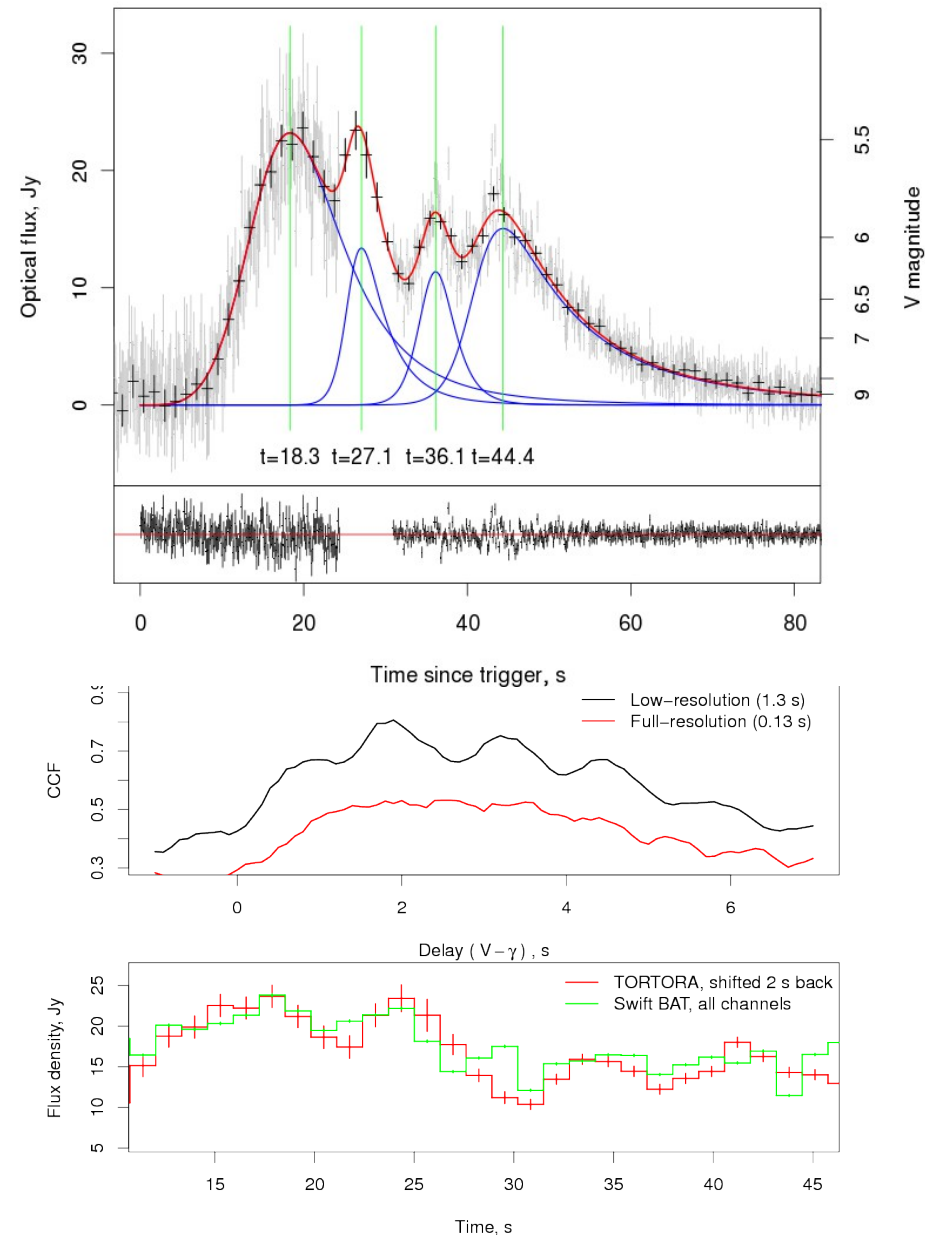 30
20
10
0
Optical flux, Jy
5.5
6
6.5
7
9
V magnitude
t=18.3 t=27.1 t=36.1 t=44.4
0 20 40 60 80
Time since trigger, s
0.9
0.7
0.5
0.3
CCF
Low−resolution (1.3 s)
Full−resolution (0.13 s)
0 2 4 6
Delay ( V − γ ) , s
25
20
15
10
5
Flux density, Jy
TORTORA, shifted 2 s back
Swift BAT, all channels
15 20 25 30 35 40 45
Time, s